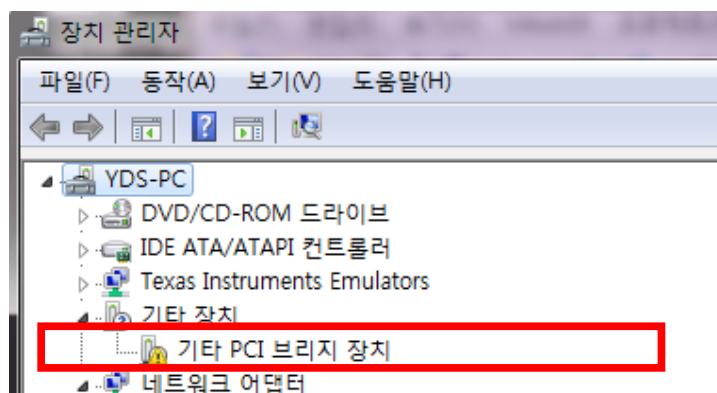 장치 관리자
파일(F) 동작(A) 보기(V) 도움말(H)
YDS-PC
DVD/CD-ROM 드라이브
IDE ATA/ATAPI 컨트롤러
Texas Instruments Emulators
기타 장치
기타 PCI 브리지 장치
네트워크 어댑터